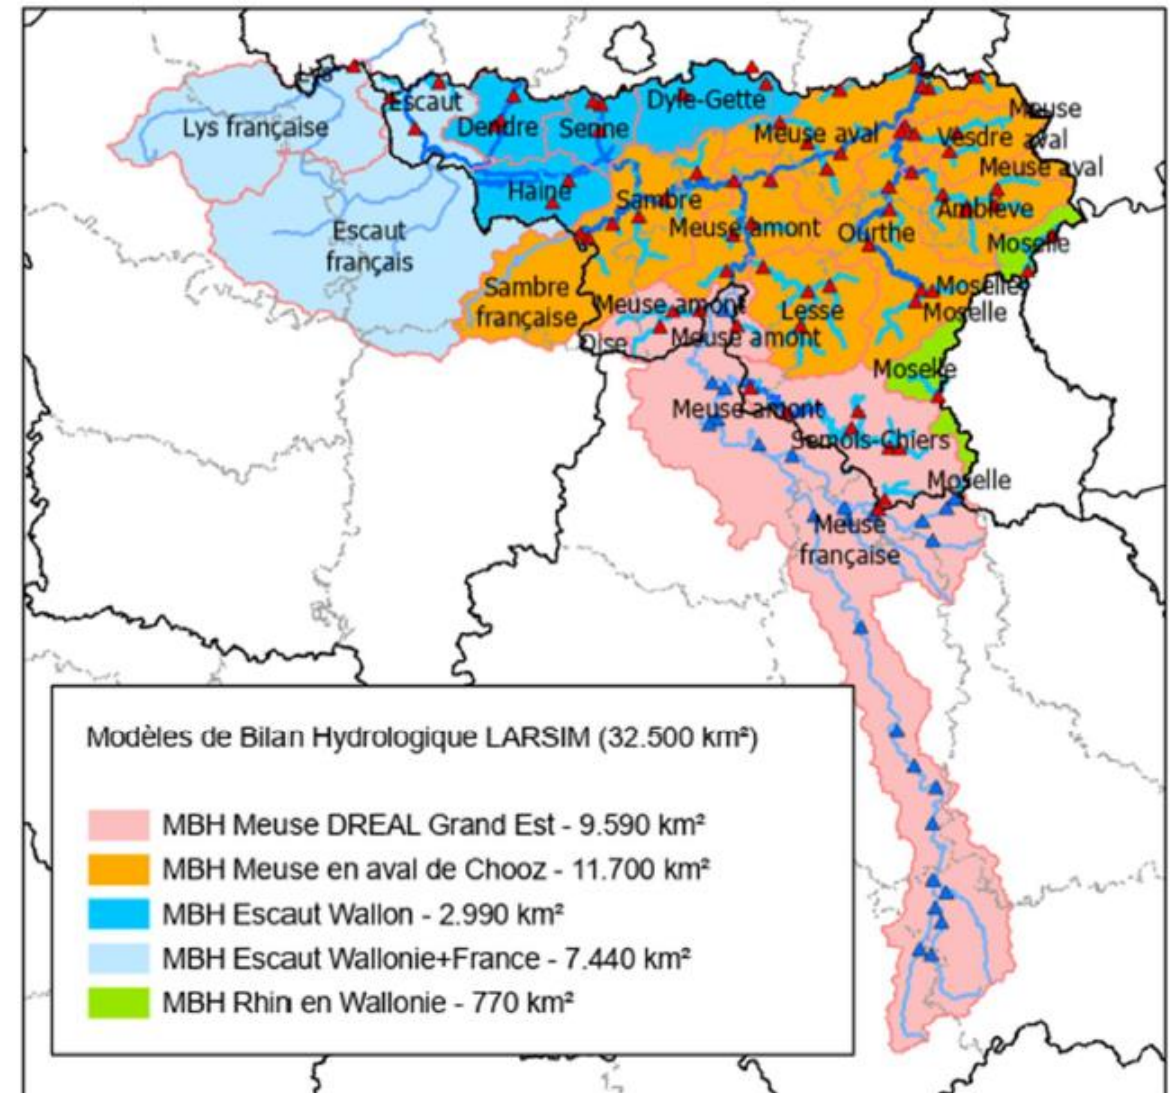 Lys
Escaut
Lys française
Dendre
Senne
Dyle-Gette
Meuse aval
Meuse
Vesdre aval
Meuse aval
Haine
Sambre
Amblève
Meuse amont
Ourthe
Escaut
français
Moselle
Sambre
française
Meuse amont
Lesse
Moselle
Moselle
Oise
Meuse amont
Moselle
Meuse amont
Semois-Chiers
Moselle
Meuse
française
Modèles de Bilan Hydrologique LARSIM (32.500 km²)
MBH Meuse DREAL Grand Est - 9.590 km²
MBH Meuse en aval de Chooz - 11.700 km²
MBH Escaut Wallon - 2.990 km²
MBH Escaut Wallonie+France - 7.440 km²
MBH Rhin en Wallonie - 770 km²